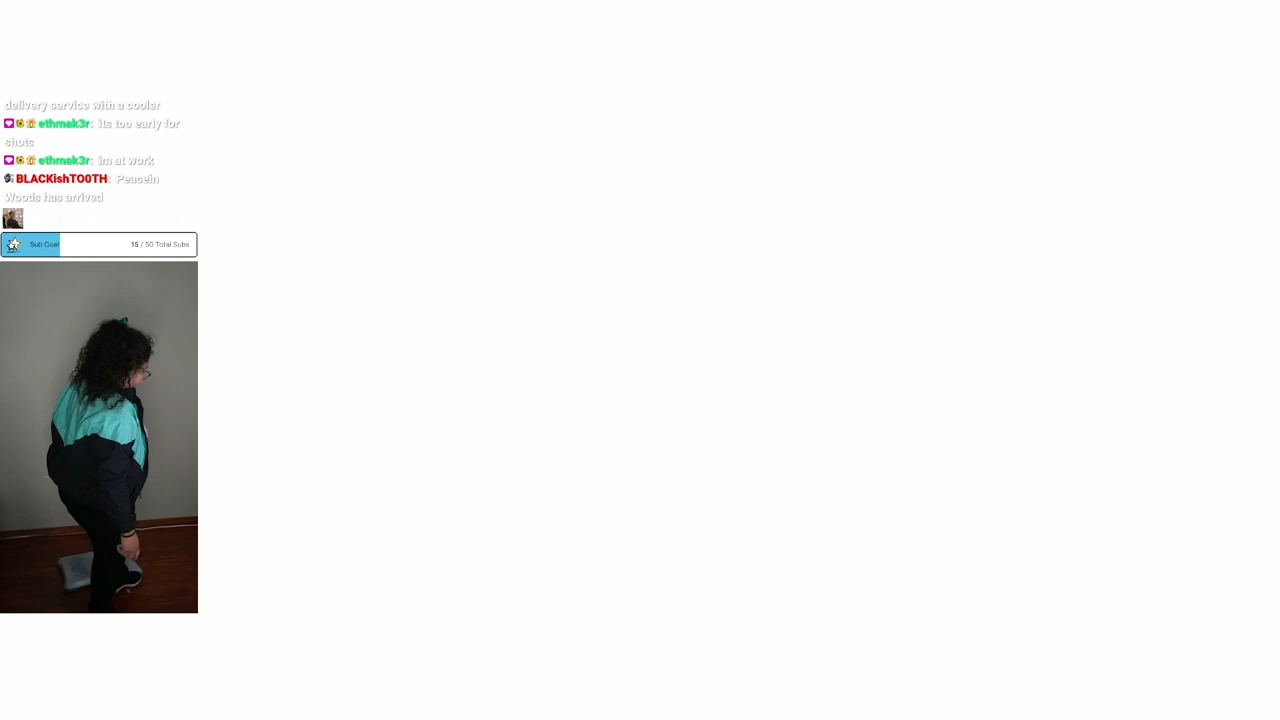 delivery service with a cooler
ethmak3r: its too early for
shots
ethmak3r: im at work
BLACKishTO0TH: Peacein
Woods has arrived
Sub Goal 15 / 50 Total Subs